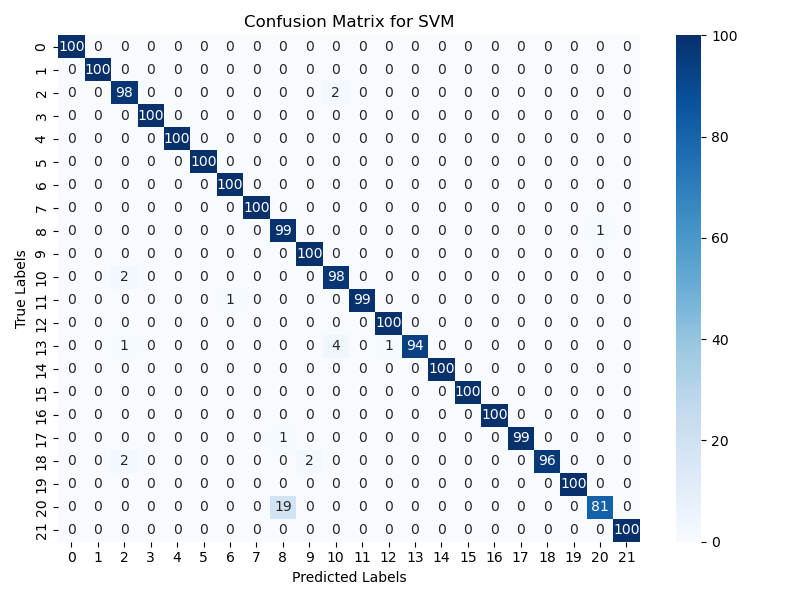 Confusion Matrix for SVM
0 100 0 0 0 0 0 0 0 0 0 0 0 0 0 0 0 0 0 0 0 0 0 100
1 0 100 0 0 0 0 0 0 0 0 0 0 0 0 0 0 0 0 0 0 0 0
2 0 0 98 0 0 0 0 0 0 0 2 0 0 0 0 0 0 0 0 0 0 0
3 0 0 0 100 0 0 0 0 0 0 0 0 0 0 0 0 0 0 0 0 0 0
4 0 0 0 0 100 0 0 0 0 0 0 0 0 0 0 0 0 0 0 0 0 0 80
5 0 0 0 0 0 100 0 0 0 0 0 0 0 0 0 0 0 0 0 0 0 0
6 0 0 0 0 0 0 100 0 0 0 0 0 0 0 0 0 0 0 0 0 0 0
7 0 0 0 0 0 0 0 100 0 0 0 0 0 0 0 0 0 0 0 0 0 0
8 0 0 0 0 0 0 0 0 99 0 0 0 0 0 0 0 0 0 0 0 1 0 60
9 0 0 0 0 0 0 0 0 0 100 0 0 0 0 0 0 0 0 0 0 0 0
10 0 0 2 0 0 0 0 0 0 0 98 0 0 0 0 0 0 0 0 0 0 0
11 0 0 0 0 0 0 1 0 0 0 0 99 0 0 0 0 0 0 0 0 0 0
12 0 0 0 0 0 0 0 0 0 0 0 0 100 0 0 0 0 0 0 0 0 0
13 0 0 1 0 0 0 0 0 0 0 4 0 1 94 0 0 0 0 0 0 0 0 40
14 0 0 0 0 0 0 0 0 0 0 0 0 0 0 100 0 0 0 0 0 0 0
15 0 0 0 0 0 0 0 0 0 0 0 0 0 0 0 100 0 0 0 0 0 0
16 0 0 0 0 0 0 0 0 0 0 0 0 0 0 0 0 100 0 0 0 0 0
17 0 0 0 0 0 0 0 0 1 0 0 0 0 0 0 0 0 99 0 0 0 0 20
18 0 0 2 0 0 0 0 0 0 2 0 0 0 0 0 0 0 0 96 0 0 0
19 0 0 0 0 0 0 0 0 0 0 0 0 0 0 0 0 0 0 0 100 0 0
20 0 0 0 0 0 0 0 0 19 0 0 0 0 0 0 0 0 0 0 0 81 0
21 0 0 0 0 0 0 0 0 0 0 0 0 0 0 0 0 0 0 0 0 0 100 0
0 1 2 3 4 5 6 7 8 9 10 11 12 13 14 15 16 17 18 19 20 21
Predicted Labels
True Labels